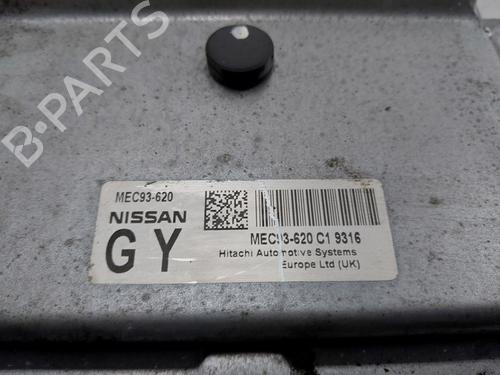 MEC93-620
NISSAN
G Y
MEC93-620 C1 9316
Hitachi Automotive Systems
Europe Ltd (UK)
B-PARTS